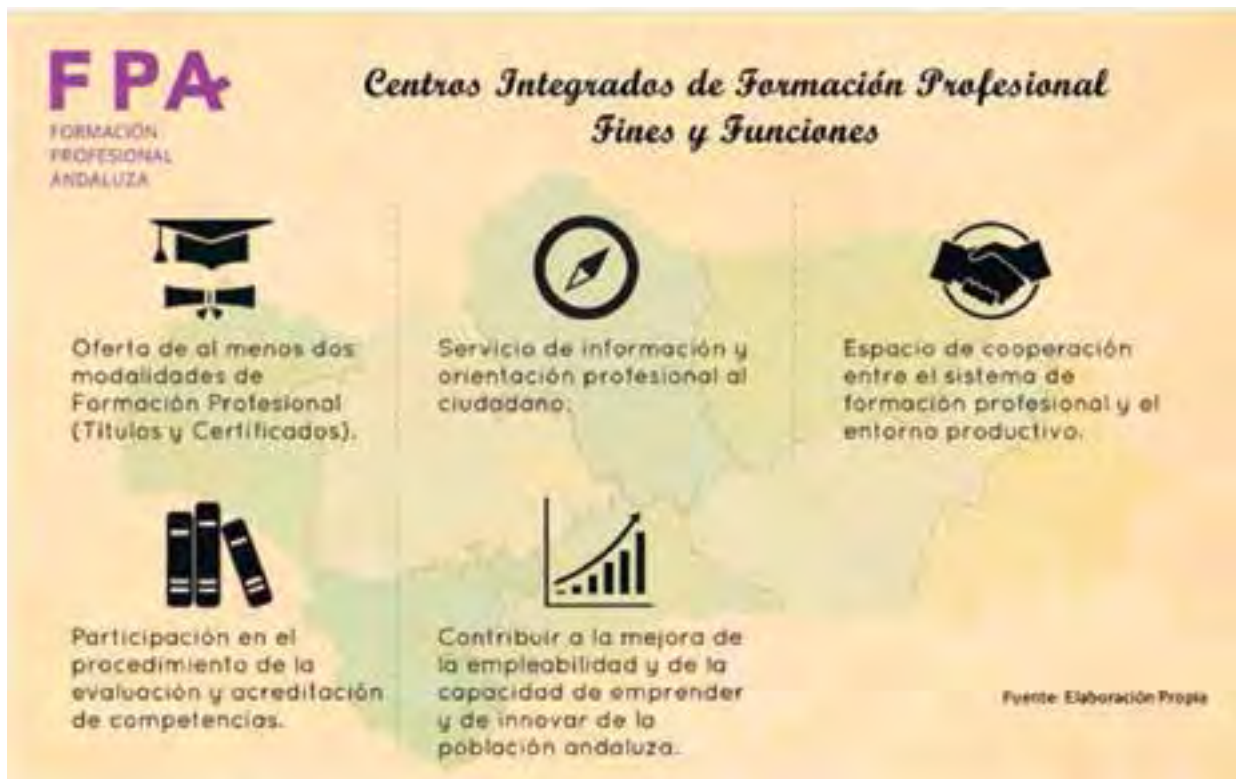 FPA
FORMACIÓN
PROFESIONAL
ANDALUZA
Centros Integrados de Formación Profesional
Fines y Funciones
Oferta de al menos dos
modalidades de
Formación Profesional
(Títulos y Certificados).
Servicio de información y
orientación profesional al
ciudadano.
Espacio de cooperación
entre el sistema de
formación profesional y el
entorno productivo.
Participación en el
procedimiento de la
evaluación y acreditación
de competencias.
Contribuir a la mejora de
la empleabilidad y de la
capacidad de emprender
y de innovar de la
población andaluza.
Fuente: Elaboración Propia